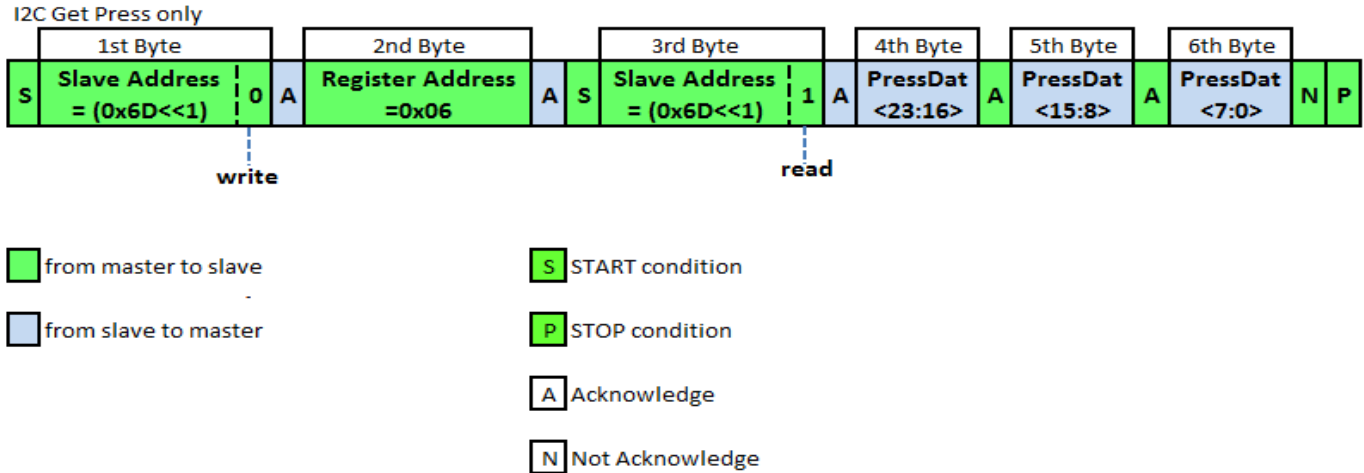 I2C Get Press only
1st Byte 2nd Byte 3rd Byte 4th Byte 5th Byte 6th Byte
S Slave Address = (0x6D<<1) 0 A Register Address =0x06 A S Slave Address = (0x6D<<1) 1 A PressDat <23:16> A PressDat <15:8> A PressDat <7:0> N P
write read
from master to slave S START condition
-
from slave to master P STOP condition
A Acknowledge
N Not Acknowledge